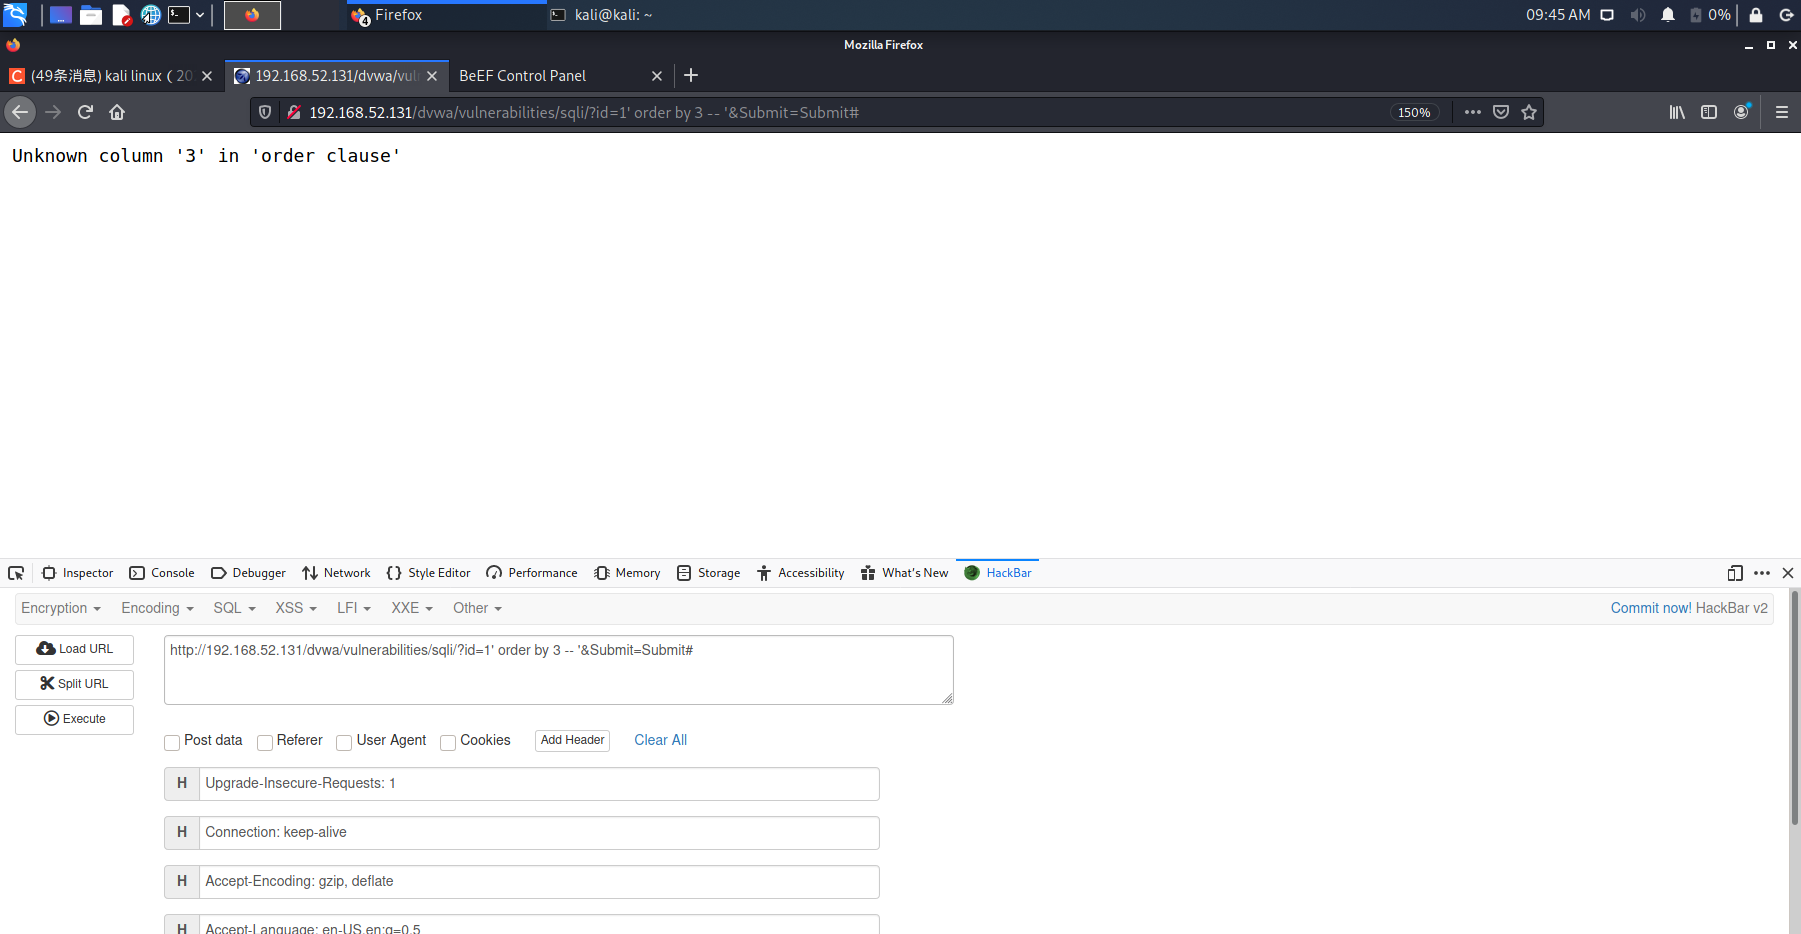 Firefox
kali@kali: ~
09:45 AM
0%
Mozilla Firefox
(49条消息) kali linux（20
192.168.52.131/dvwa/vul
BeEF Control Panel
192.168.52.131/dvwa/vulnerabilities/sqli/?id=1' order by 3 -- '&Submit=Submit#
150%
Unknown column '3' in 'order clause'
Inspector
Console
Debugger
Network
Style Editor
Performance
Memory
Storage
Accessibility
What's New
HackBar
Encryption
Encoding
SQL
XSS
LFI
XXE
Other
Commit now! HackBar v2
Load URL
Split URL
Execute
http://192.168.52.131/dvwa/vulnerabilities/sqli/?id=1' order by 3 -- '&Submit=Submit#
Post data
Referer
User Agent
Cookies
Add Header
Clear All
H
Upgrade-Insecure-Requests: 1
H
Connection: keep-alive
H
Accept-Encoding: gzip, deflate
H
Accept-Language: en-US,en;q=0.5